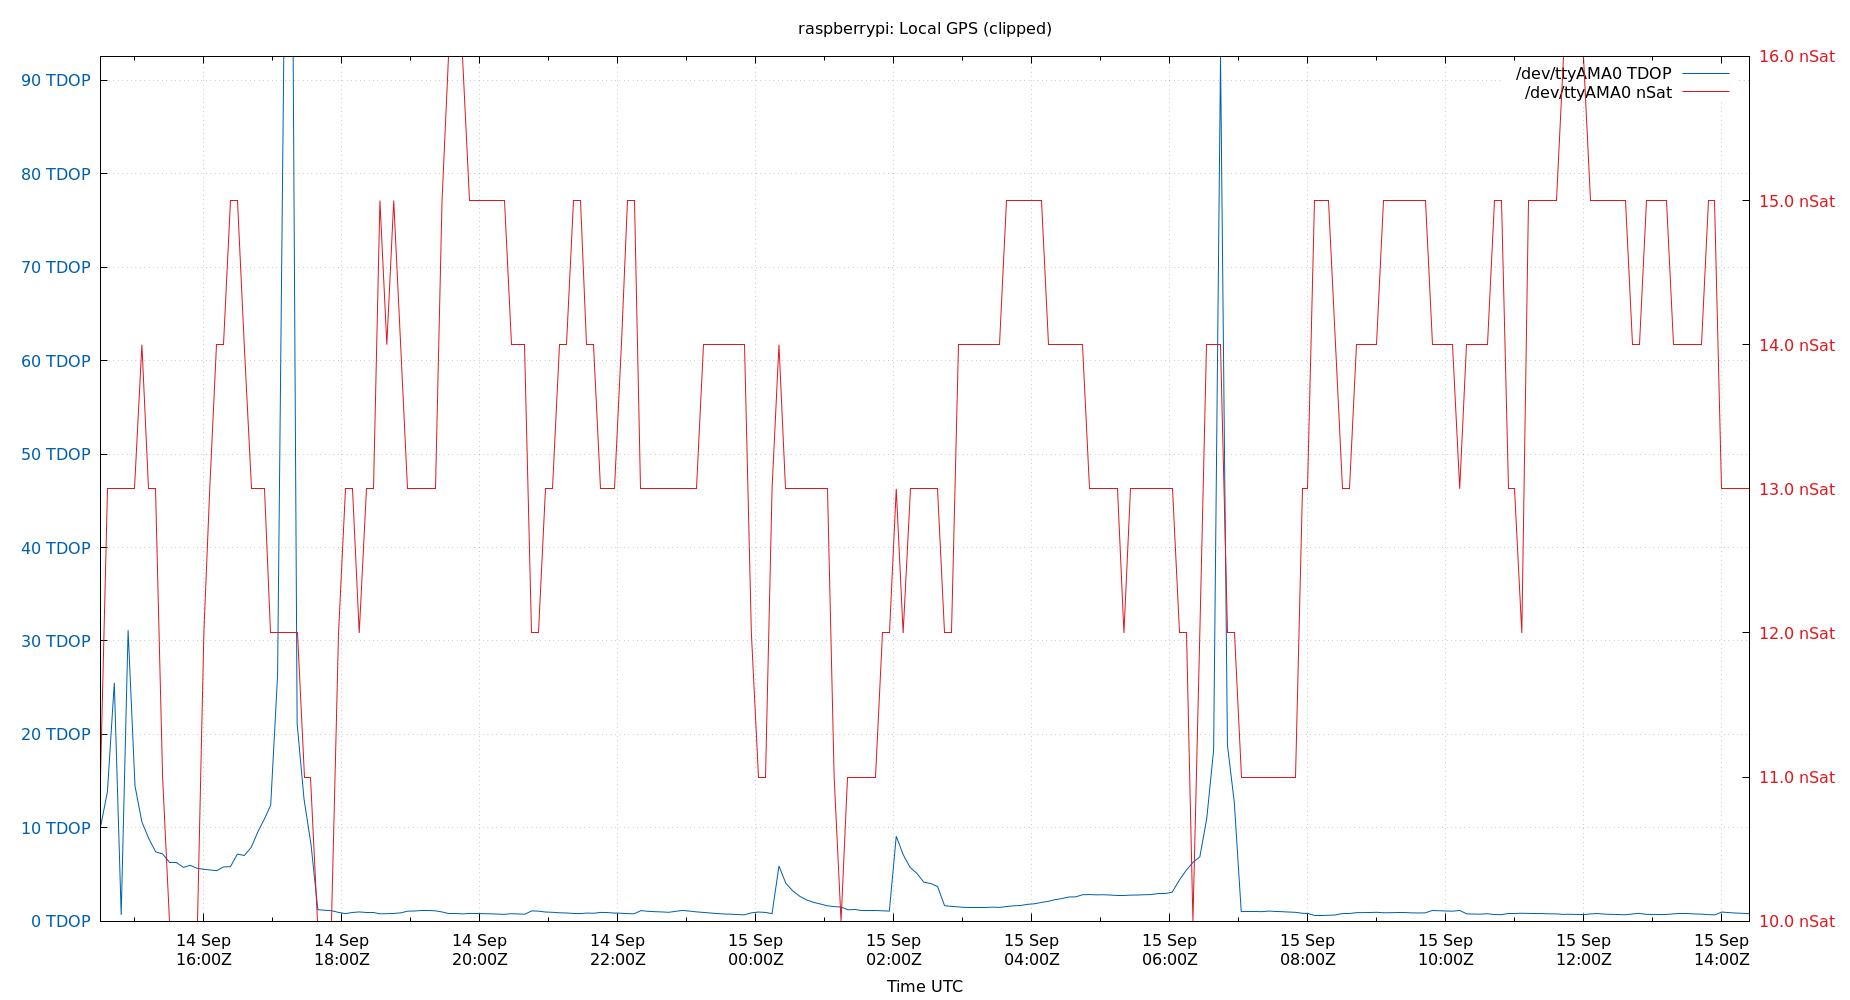 raspberrypi: Local GPS (clipped)
/dev/ttyAMA0 TDOP
/dev/ttyAMA0 nSat
90 TDOP
80 TDOP
70 TDOP
60 TDOP
50 TDOP
40 TDOP
30 TDOP
20 TDOP
10 TDOP
0 TDOP
16.0 nSat
15.0 nSat
14.0 nSat
13.0 nSat
12.0 nSat
11.0 nSat
10.0 nSat
14 Sep
16:00Z
14 Sep
18:00Z
14 Sep
20:00Z
14 Sep
22:00Z
15 Sep
00:00Z
15 Sep
02:00Z
15 Sep
04:00Z
15 Sep
06:00Z
15 Sep
08:00Z
15 Sep
10:00Z
15 Sep
12:00Z
15 Sep
14:00Z
Time UTC